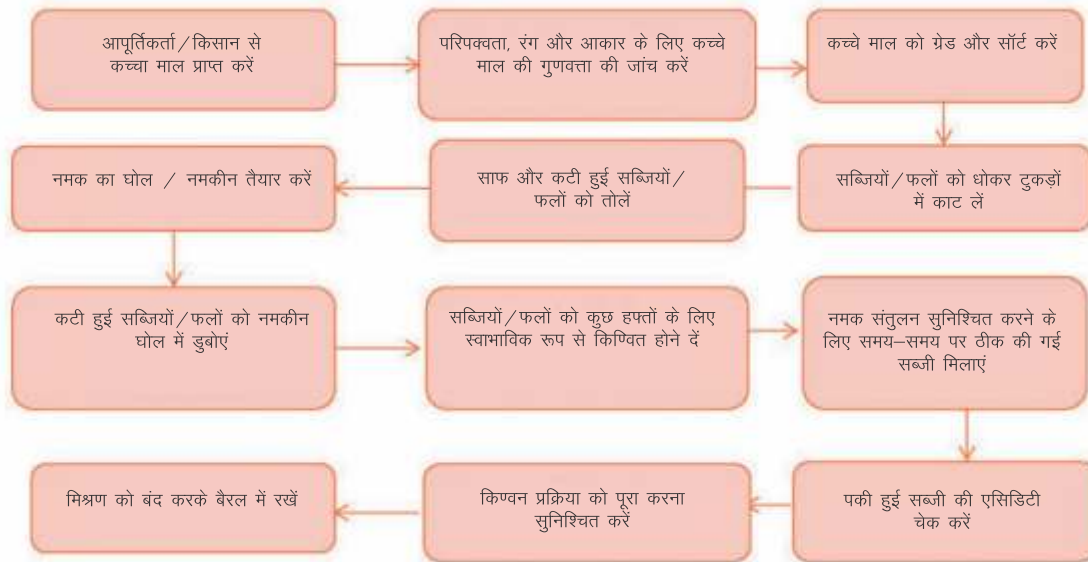 आपूर्तिकर्ता/किसान से
कच्चा माल प्राप्त करें
परिपक्वता, रंग और आकार के लिए कच्चे
माल की गुणवत्ता की जांच करें
कच्चे माल को ग्रेड और सॉर्ट करें
सब्जियों/फलों को धोकर टुकड़ों
में काट लें
साफ और कटी हुई सब्जियों/
फलों को तोलें
नमक का घोल / नमकीन तैयार करें
कटी हुई सब्जियों/फलों को नमकीन
घोल में डुबोएं
सब्जियों/फलों को कुछ हफ्तों के लिए
स्वाभाविक रूप से किण्वित होने दें
नमक संतुलन सुनिश्चित करने के
लिए समय–समय पर ठीक की गई
सब्जी मिलाएं
पकी हुई सब्जी की एसिडिटी
चेक करें
किण्वन प्रक्रिया को पूरा करना
सुनिश्चित करें
मिश्रण को बंद करके बैरल में रखें